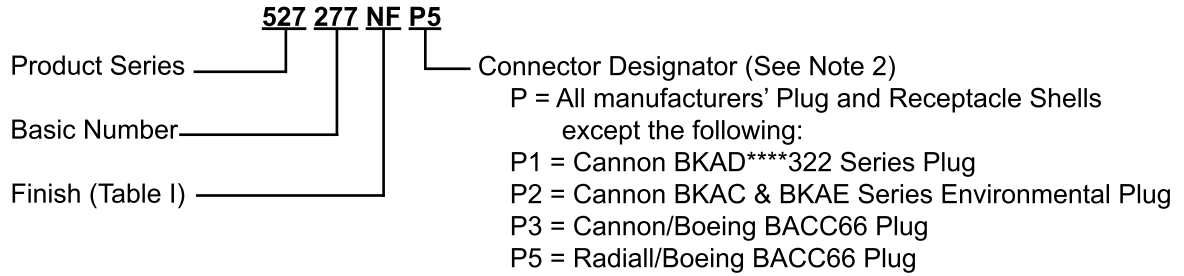 527 277 NF P5
Product Series
Connector Designator (See Note 2)
P = All manufacturers' Plug and Receptacle Shells
except the following:
Basic Number
P1 = Cannon BKAD****322 Series Plug
Finish (Table I)
P2 = Cannon BKAC & BKAE Series Environmental Plug
P3 = Cannon/Boeing BACC66 Plug
P5 = Radiall/Boeing BACC66 Plug